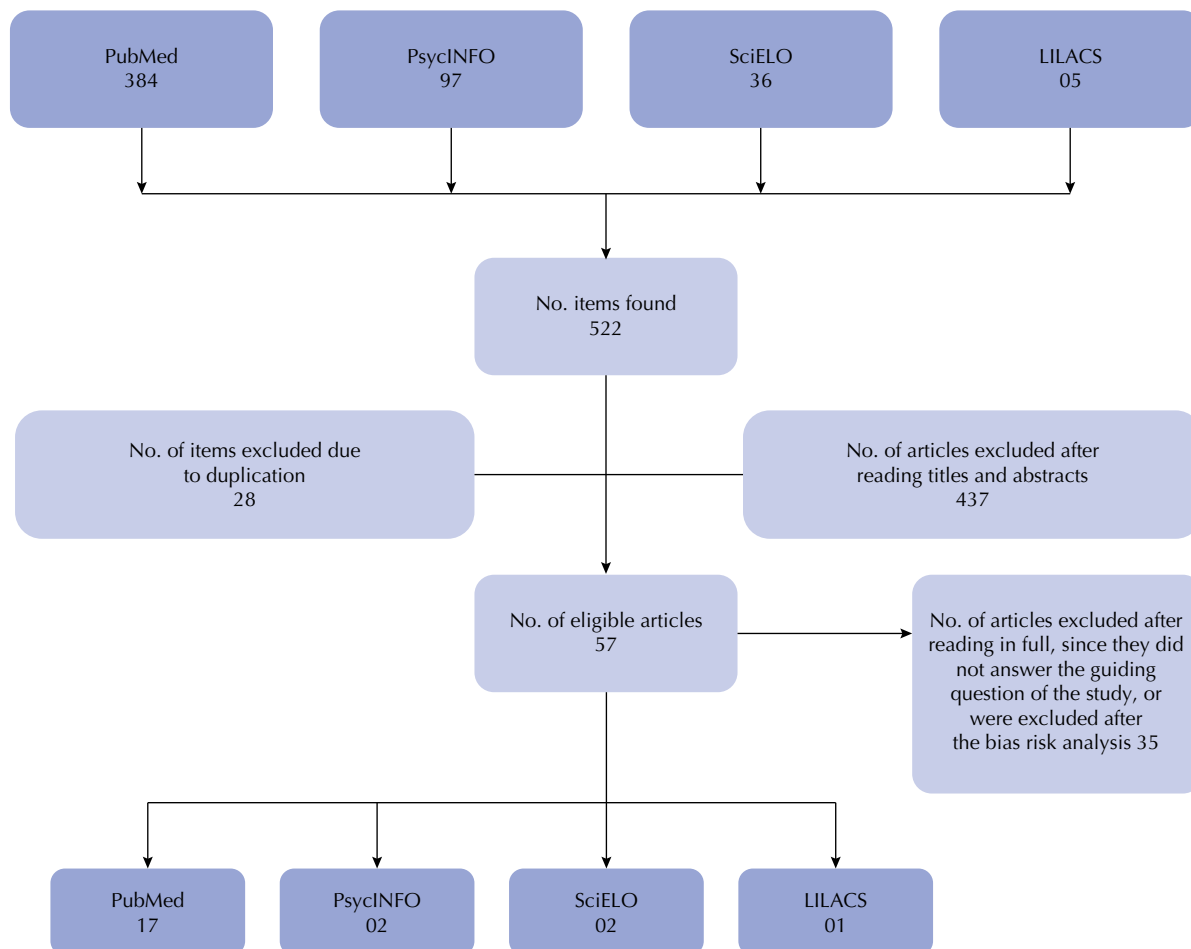 PubMed
384
PsycINFO
97
SciELO
36
LILACS
05
No. items found
522
No. of items excluded due
to duplication
28
No. of articles excluded after
reading titles and abstracts
437
No. of eligible articles
57
No. of articles excluded after
reading in full, since they did
not answer the guiding
question of the study, or
were excluded after
the bias risk analysis 35
PubMed
17
PsycINFO
02
SciELO
02
LILACS
01